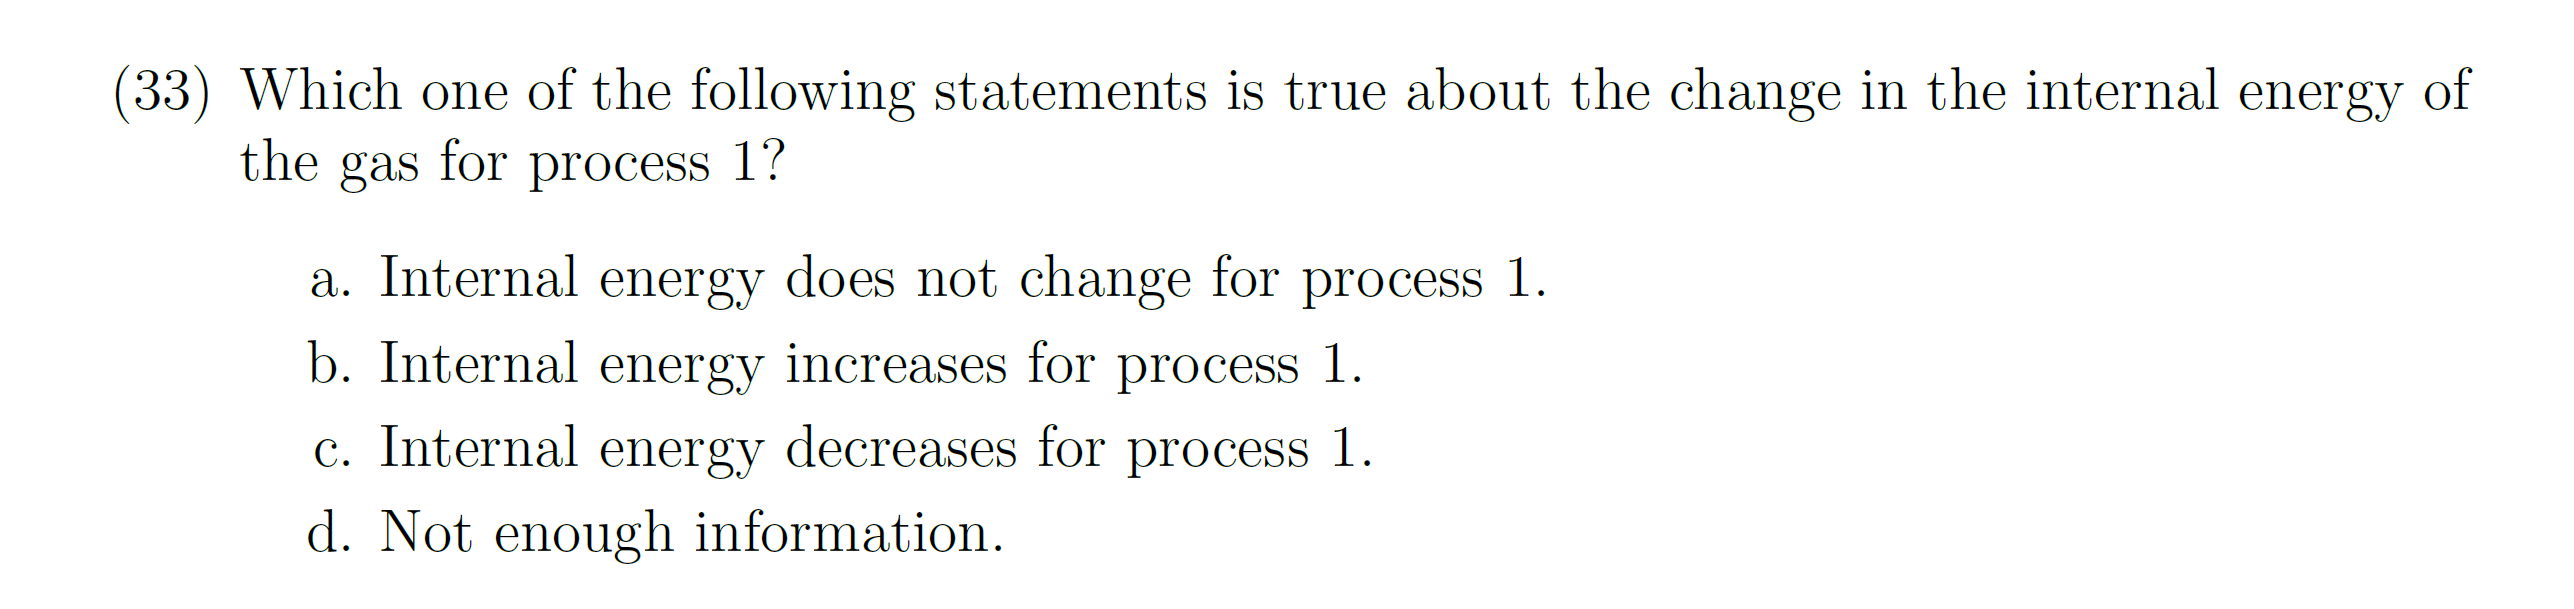 (33) Which one of the following statements is true about the change in the internal energy of
the gas for process 1?
a. Internal energy does not change for process 1.
b. Internal energy increases for process 1.
c. Internal energy decreases for process 1.
d. Not enough information.